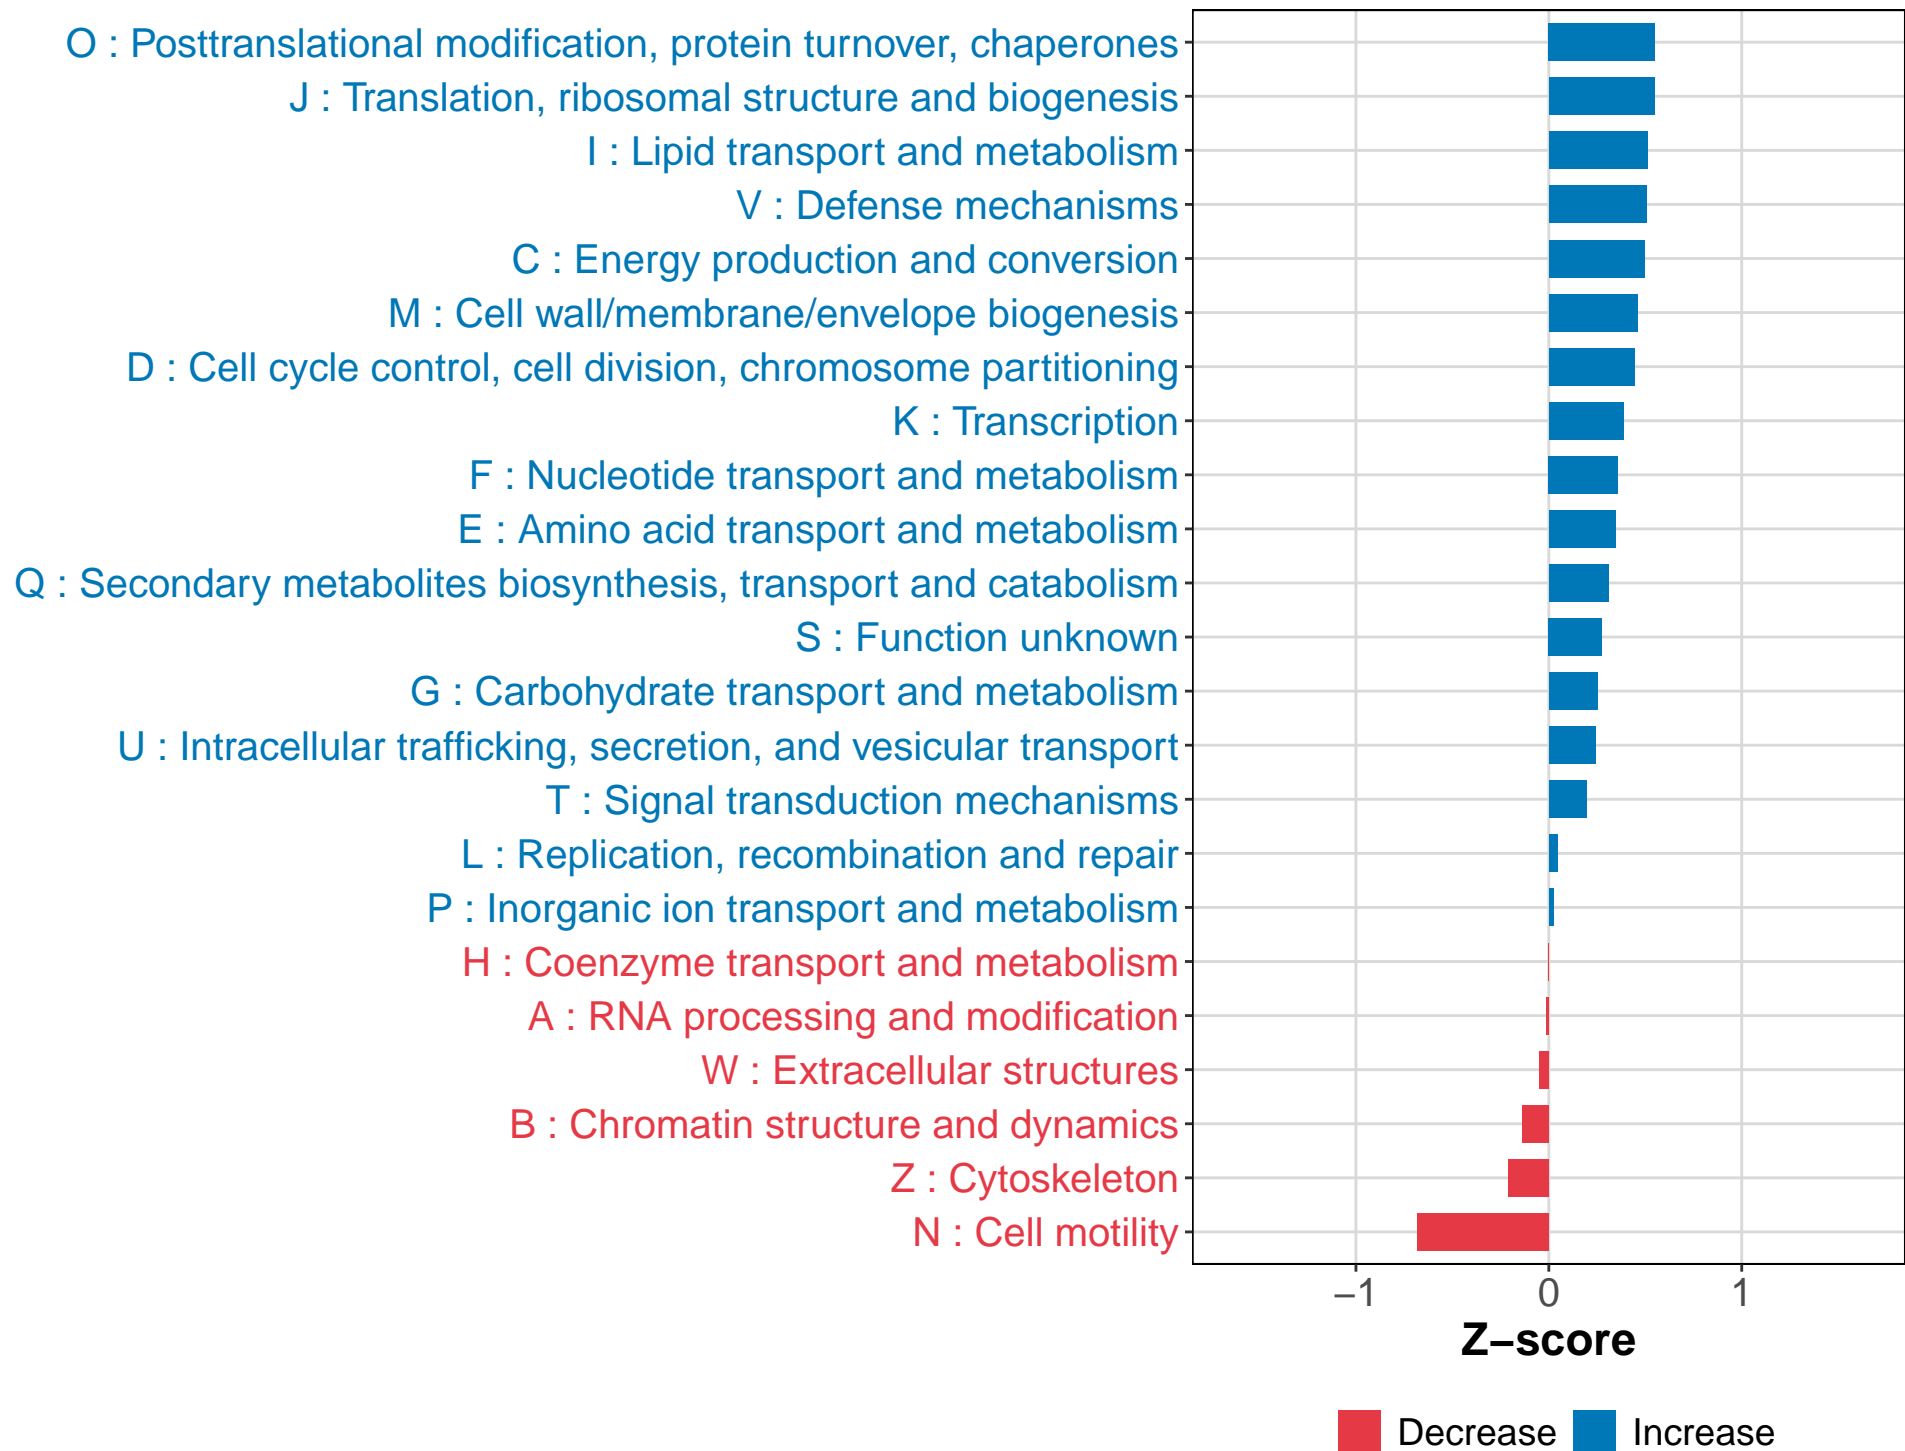 O : Posttranslational modification, protein turnover, chaperones
J : Translation, ribosomal structure and biogenesis
I : Lipid transport and metabolism
V : Defense mechanisms
C : Energy production and conversion
M : Cell wall/membrane/envelope biogenesis
D : Cell cycle control, cell division, chromosome partitioning
K : Transcription
F : Nucleotide transport and metabolism
E : Amino acid transport and metabolism
Q : Secondary metabolites biosynthesis, transport and catabolism
S : Function unknown
G : Carbohydrate transport and metabolism
U : Intracellular trafficking, secretion, and vesicular transport
T : Signal transduction mechanisms
L : Replication, recombination and repair
P : Inorganic ion transport and metabolism
H : Coenzyme transport and metabolism
A : RNA processing and modification
W : Extracellular structures
B : Chromatin structure and dynamics
Z : Cytoskeleton
N : Cell motility
−1 0 1
Z−score
Decrease Increase